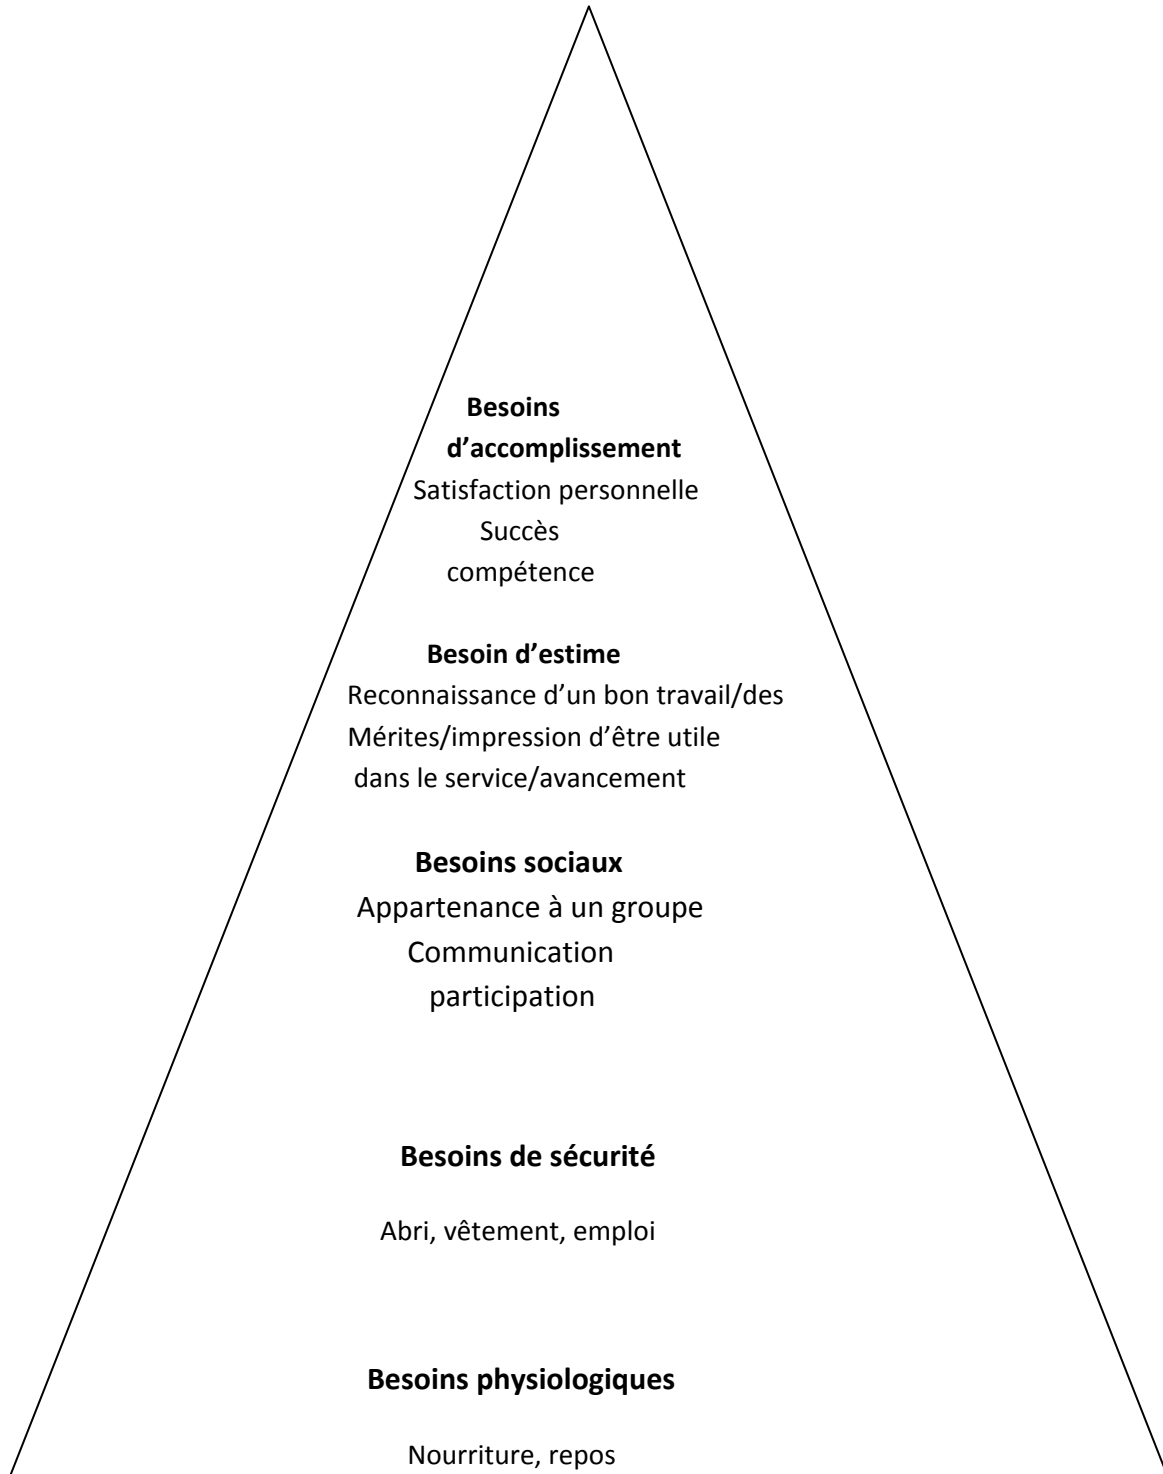 Besoins
d’accomplissement
Satisfaction personnelle
Succès
compétence
Besoin d’estime
Reconnaissance d’un bon travail/des
Mérites/impression d’être utile
dans le service/avancement
Besoins sociaux
Appartenance à un groupe
Communication
participation
Besoins de sécurité
Abri, vêtement, emploi
Besoins physiologiques
Nourriture, repos